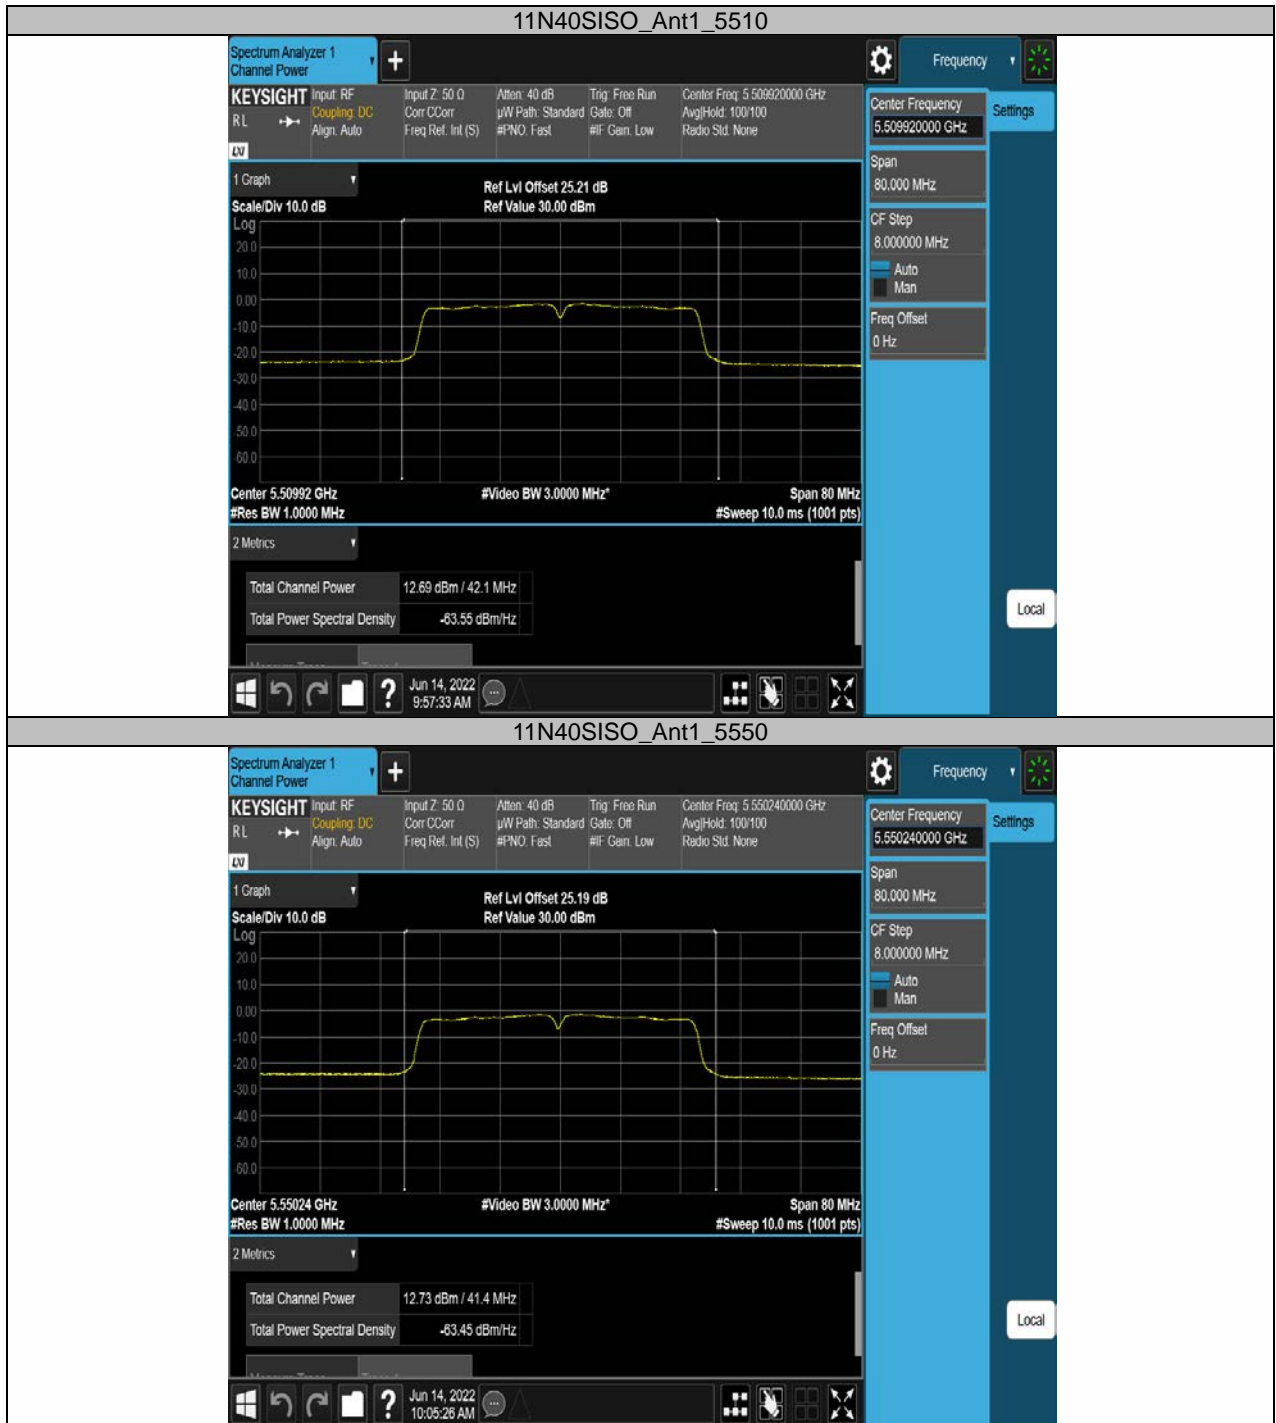 11N40SISO_Ant1_5510
Spectrum Analyzer 1
Channel Power
+
Frequency
KEYSIGHT
RL
LXI
Input: RF
Coupling: DC
Align: Auto
Input Z: 50 Ω
Corr CCorr
Freq Ref: Int (S)
Atten: 40 dB
µW Path: Standard
#PNO: Fast
Trig: Free Run
Gate: Off
#IF Gain: Low
Center Freq: 5.509920000 GHz
Avg|Hold: 100/100
Radio Std: None
Center Frequency
5.509920000 GHz
Settings
Span
80.000 MHz
CF Step
8.000000 MHz
Auto
Man
Freq Offset
0 Hz
1 Graph
Scale/Div 10.0 dB
Ref Lvl Offset 25.21 dB
Ref Value 30.00 dBm
Log
20.0
10.0
0.00
-10.0
-20.0
-30.0
-40.0
-50.0
-60.0
Center 5.50992 GHz
#Video BW 3.0000 MHz*
Span 80 MHz
#Res BW 1.0000 MHz
#Sweep 10.0 ms (1001 pts)
2 Metrics
Total Channel Power 12.69 dBm / 42.1 MHz
Total Power Spectral Density -63.55 dBm/Hz
Local
?
Jun 14, 2022
9:57:33 AM
11N40SISO_Ant1_5550
Spectrum Analyzer 1
Channel Power
+
Frequency
KEYSIGHT
RL
LXI
Input: RF
Coupling: DC
Align: Auto
Input Z: 50 Ω
Corr CCorr
Freq Ref: Int (S)
Atten: 40 dB
µW Path: Standard
#PNO: Fast
Trig: Free Run
Gate: Off
#IF Gain: Low
Center Freq: 5.550240000 GHz
Avg|Hold: 100/100
Radio Std: None
Center Frequency
5.550240000 GHz
Settings
Span
80.000 MHz
CF Step
8.000000 MHz
Auto
Man
Freq Offset
0 Hz
1 Graph
Scale/Div 10.0 dB
Ref Lvl Offset 25.19 dB
Ref Value 30.00 dBm
Log
20.0
10.0
0.00
-10.0
-20.0
-30.0
-40.0
-50.0
-60.0
Center 5.55024 GHz
#Video BW 3.0000 MHz*
Span 80 MHz
#Res BW 1.0000 MHz
#Sweep 10.0 ms (1001 pts)
2 Metrics
Total Channel Power 12.73 dBm / 41.4 MHz
Total Power Spectral Density -63.45 dBm/Hz
Local
?
Jun 14, 2022
10:05:26 AM